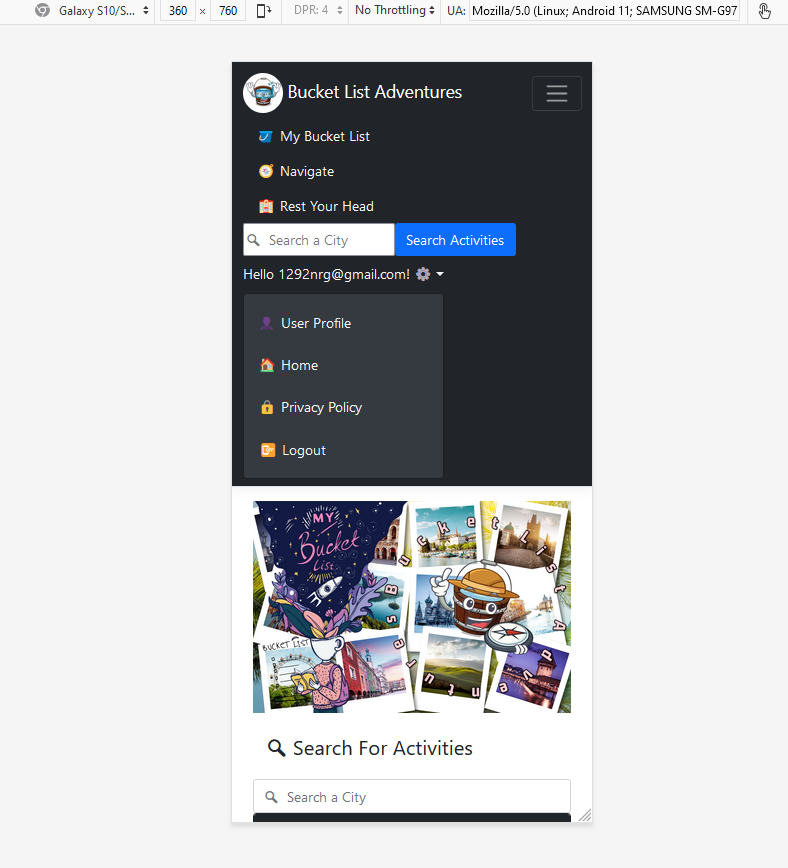 Galaxy S10/S... 360 × 760 DPR: 4 No Throttling UA: Mozilla/5.0 (Linux; Android 11; SAMSUNG SM-G97
Bucket List Adventures
My Bucket List
Navigate
Rest Your Head
Search a City Search Activities
Hello 1292nrg@gmail.com!
User Profile
Home
Privacy Policy
Logout
MY
Bucket
List
BUCKET LIST
Bucket List Adventures
Search For Activities
Search a City